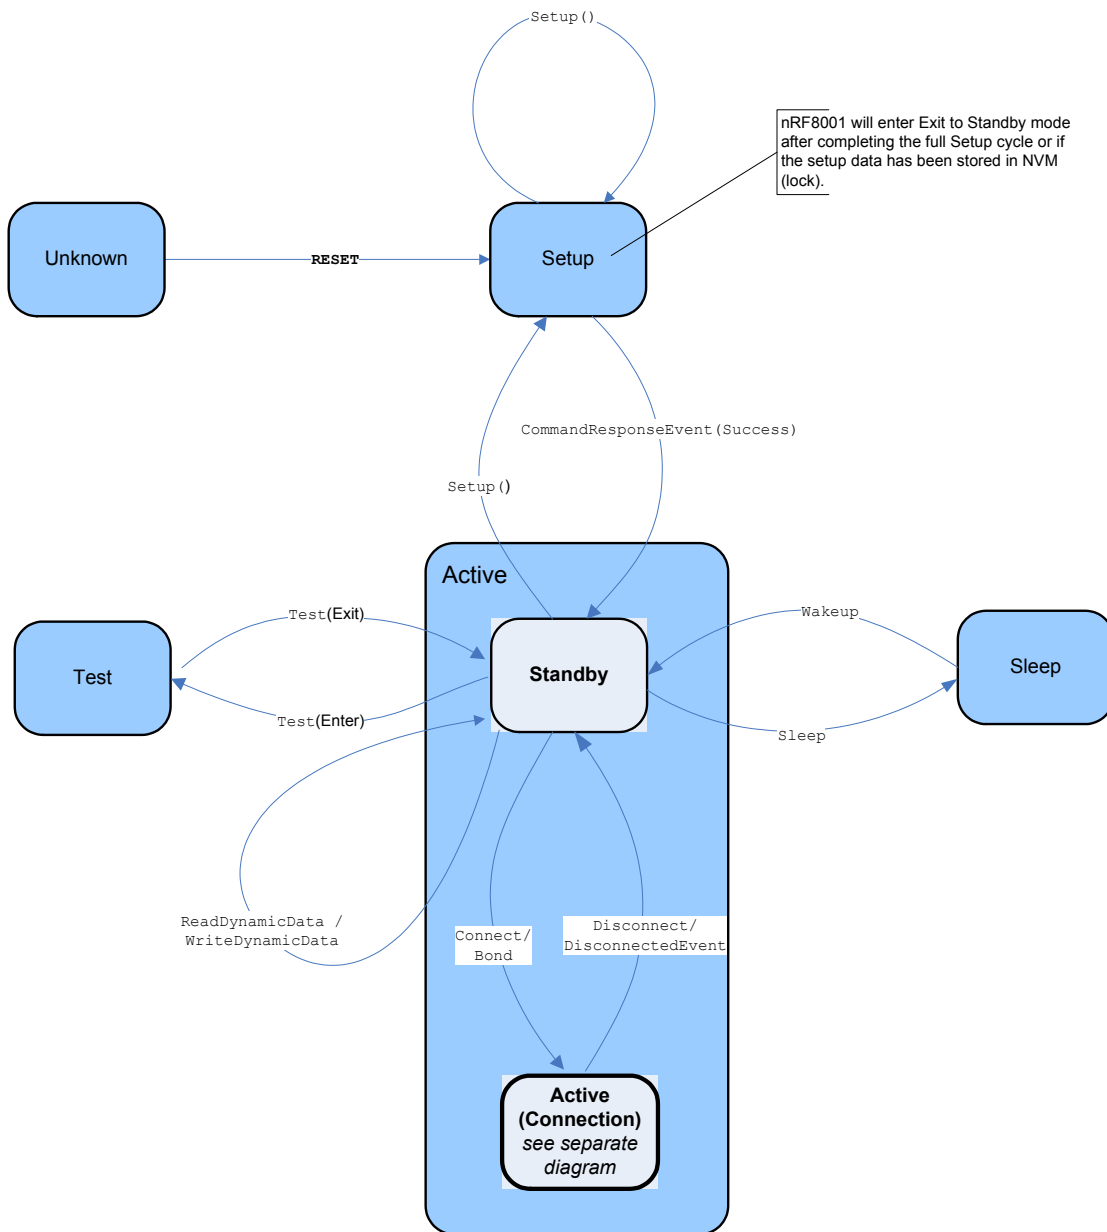 Setup()
nRF8001 will enter Exit to Standby mode
after completing the full Setup cycle or if
the setup data has been stored in NVM
(lock).
Unknown
RESET
Setup
CommandResponseEvent(Success)
Setup()
Active
Test(Exit)
Wakeup
Test
Standby
Sleep
Test(Enter)
Sleep
ReadDynamicData /
WriteDynamicData
Connect/
Bond
Disconnect/
DisconnectedEvent
Active
(Connection)
see separate
diagram